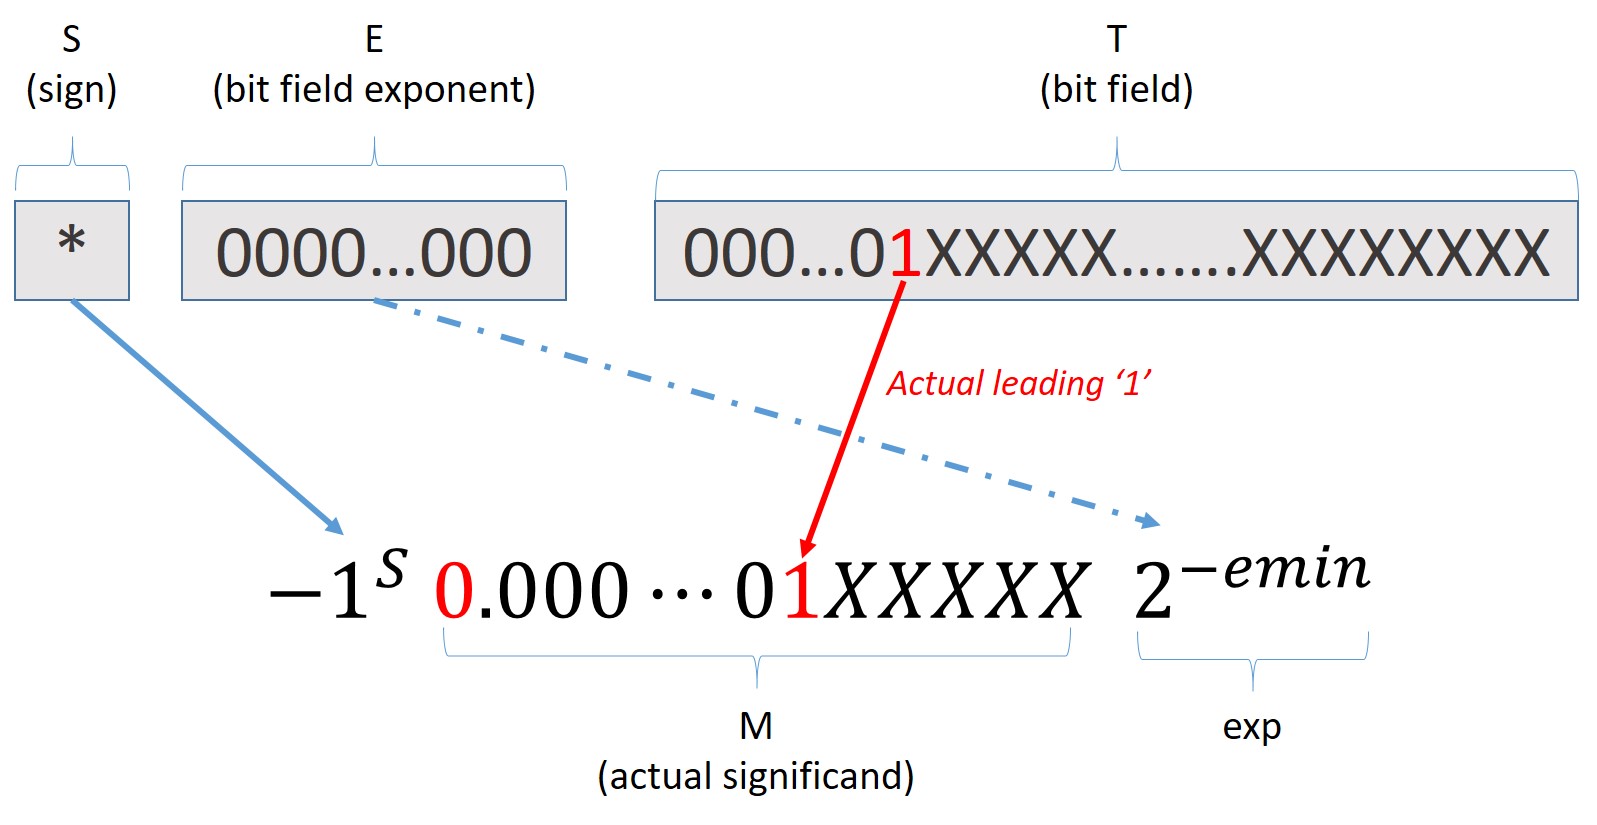 S
(sign)
E
(bit field exponent)
T
(bit field)
*
0000...000
000...01XXXXX.......XXXXXXXX
Actual leading ‘1’
−1^S 0.000 ⋯ 01XXXXX 2^−emin
M
(actual significand)
exp